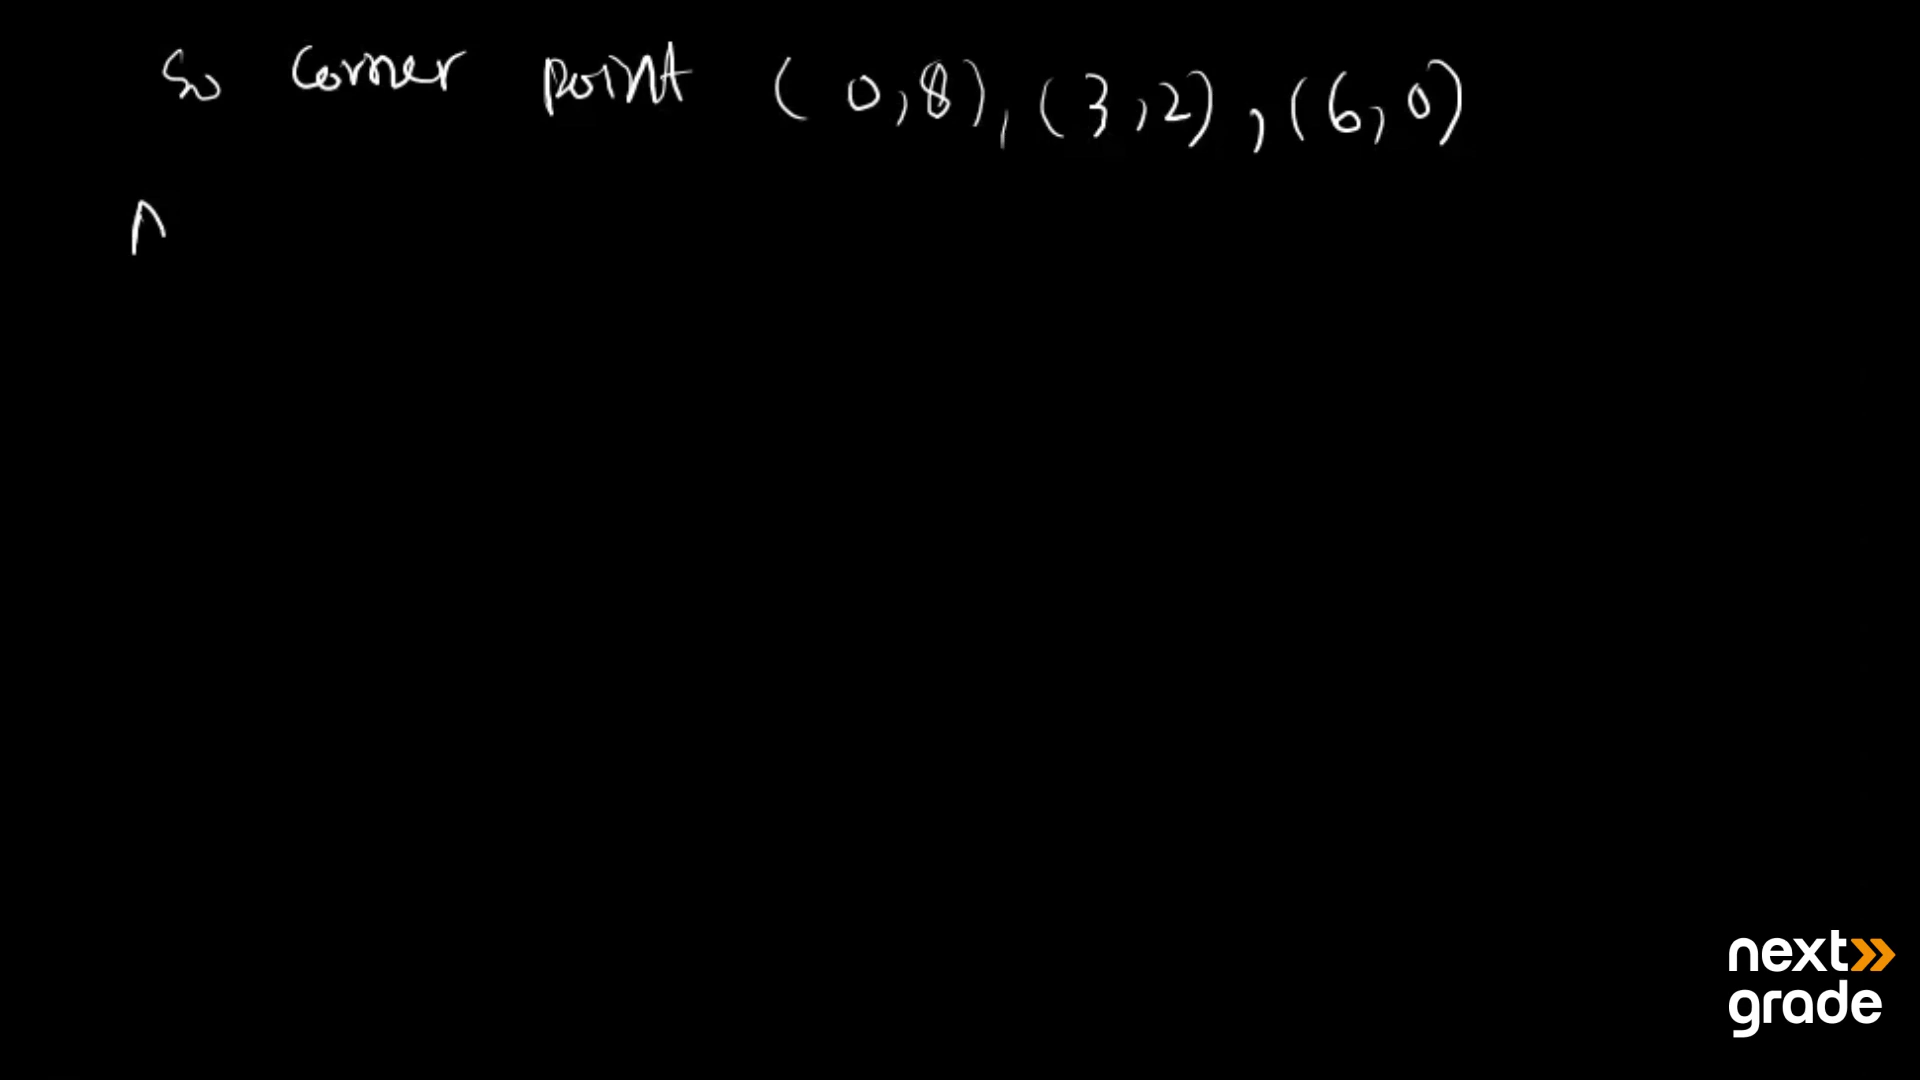 So Corner point (0,8), (3,2), (6,0)
next
grade